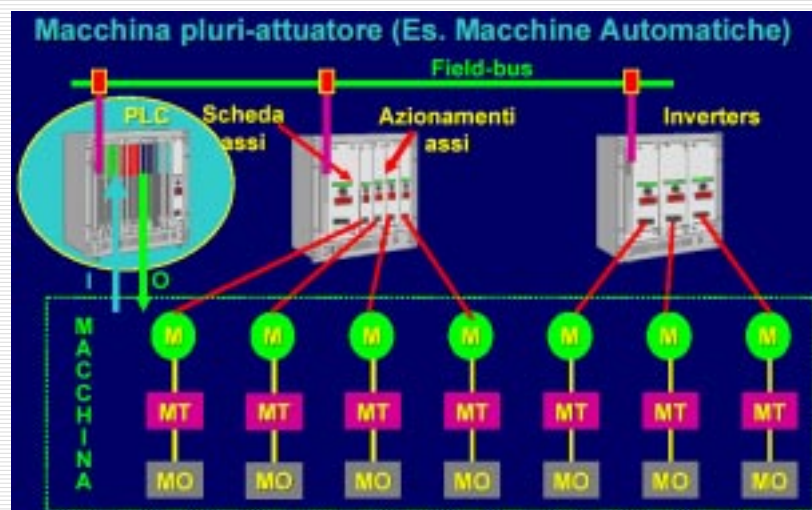 Macchina pluri-attuatore (Es. Macchine Automatiche)
Field-bus
PLC
Scheda
assi
Azionamenti
assi
Inverters
I
O
MACCHINA
M M M M M M M
MT MT MT MT MT MT MT
MO MO MO MO MO MO MO